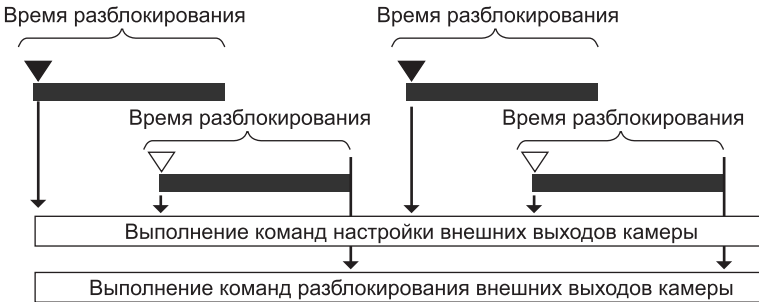 Время разблокирования
Время разблокирования
Время разблокирования
Время разблокирования
Выполнение команд настройки внешних выходов камеры
Выполнение команд разблокирования внешних выходов камеры